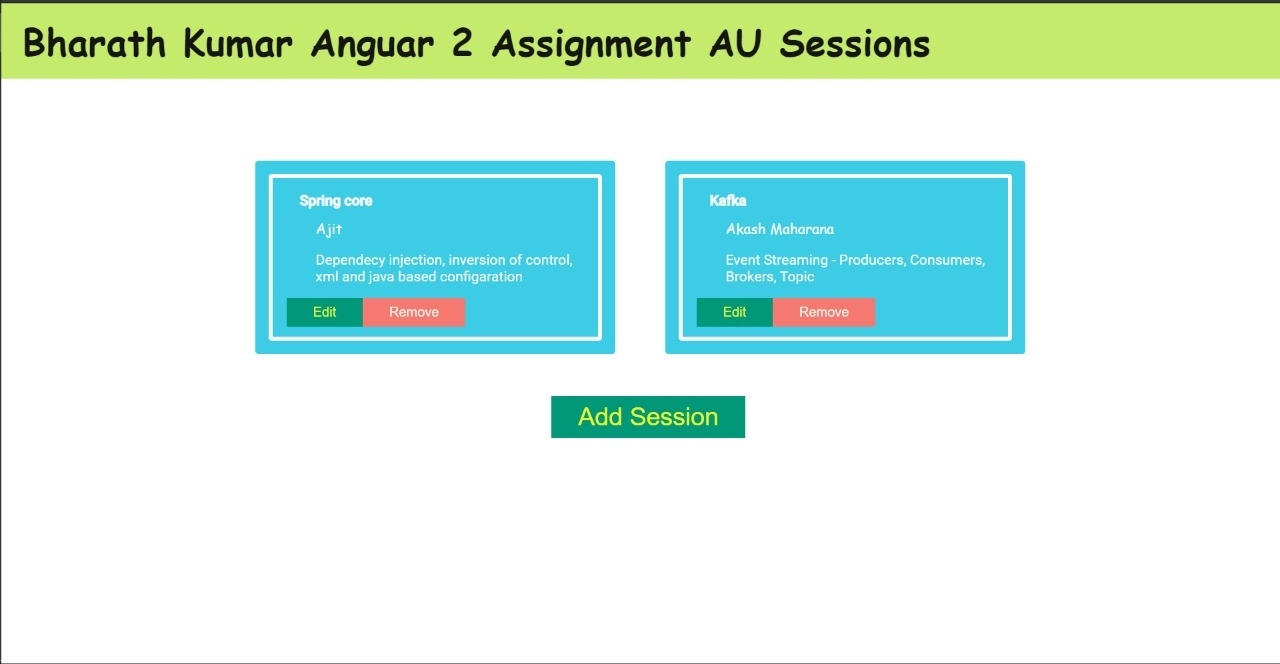 Bharath Kumar Anguar 2 Assignment AU Sessions
Spring core
Ajit
Dependecy injection, inversion of control,
xml and java based configaration
Edit Remove
Kafka
Akash Maharana
Event Streaming - Producers, Consumers,
Brokers, Topic
Edit Remove
Add Session